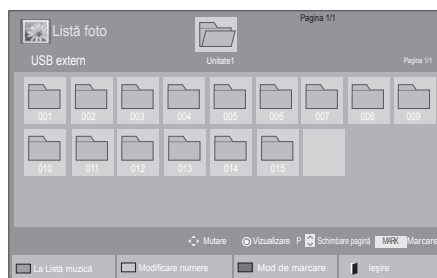 Pagina 1/1
Listă foto
USB extern
Unitate1
Pagina 1/1
001 002 003 004 005 006 007 008 009
010 011 012 013 014 015
Mutare Vizualizare P Schimbare pagină MARK Marcare
La Listă muzică Modificare numere Mod de marcare Ieşire